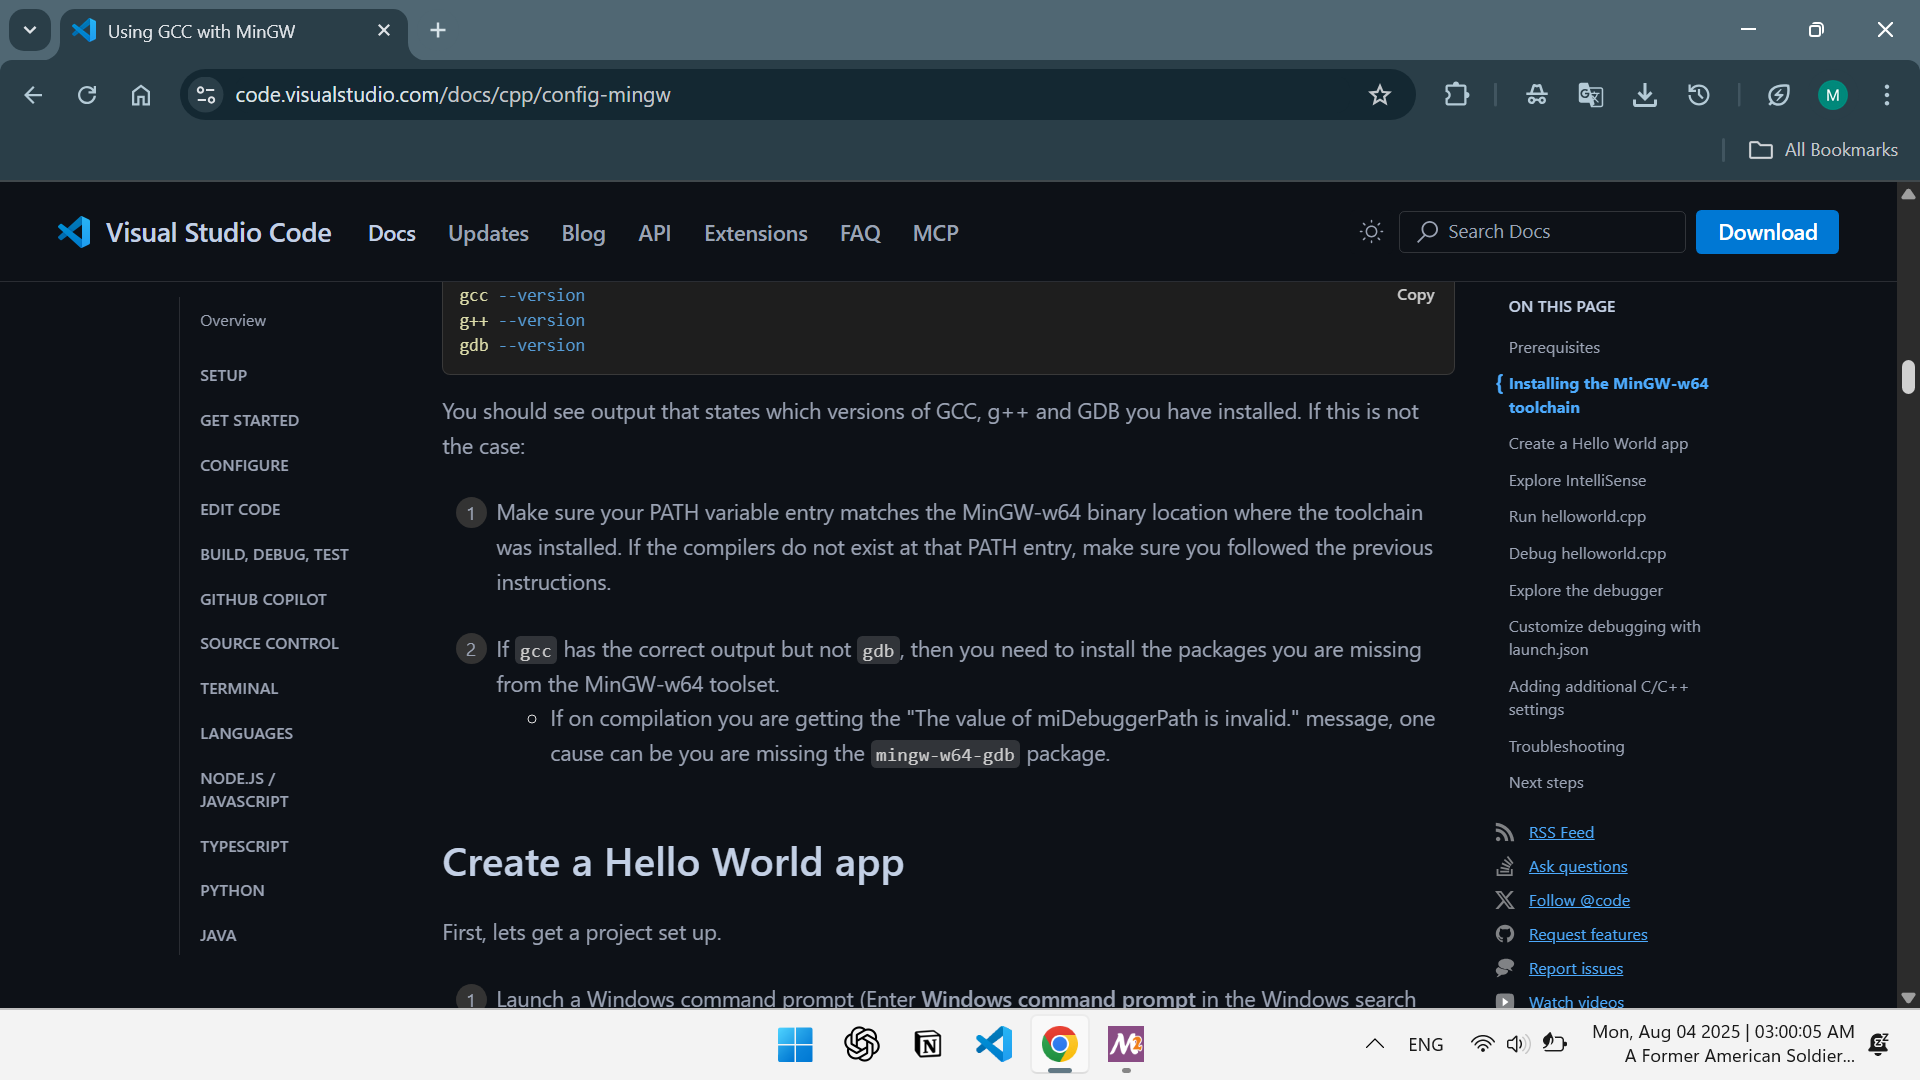 Using GCC with MinGW
code.visualstudio.com/docs/cpp/config-mingw
M
All Bookmarks
Visual Studio Code
Docs
Updates
Blog
API
Extensions
FAQ
MCP
Search Docs
Download
Overview
SETUP
GET STARTED
CONFIGURE
EDIT CODE
BUILD, DEBUG, TEST
GITHUB COPILOT
SOURCE CONTROL
TERMINAL
LANGUAGES
NODE.JS /
JAVASCRIPT
TYPESCRIPT
PYTHON
JAVA
gcc --version
Copy
g++ --version
gdb --version
You should see output that states which versions of GCC, g++ and GDB you have installed. If this is not
the case:
1 Make sure your PATH variable entry matches the MinGW-w64 binary location where the toolchain
was installed. If the compilers do not exist at that PATH entry, make sure you followed the previous
instructions.
2 If gcc has the correct output but not gdb, then you need to install the packages you are missing
from the MinGW-w64 toolset.
If on compilation you are getting the "The value of miDebuggerPath is invalid." message, one
cause can be you are missing the mingw-w64-gdb package.
Create a Hello World app
First, lets get a project set up.
1 Launch a Windows command prompt (Enter Windows command prompt in the Windows search
ON THIS PAGE
Prerequisites
{ Installing the MinGW-w64
toolchain
Create a Hello World app
Explore IntelliSense
Run helloworld.cpp
Debug helloworld.cpp
Explore the debugger
Customize debugging with
launch.json
Adding additional C/C++
settings
Troubleshooting
Next steps
RSS Feed
Ask questions
Follow @code
Request features
Report issues
Watch videos
ENG
Mon, Aug 04 2025 | 03:00:05 AM
A Former American Soldier...